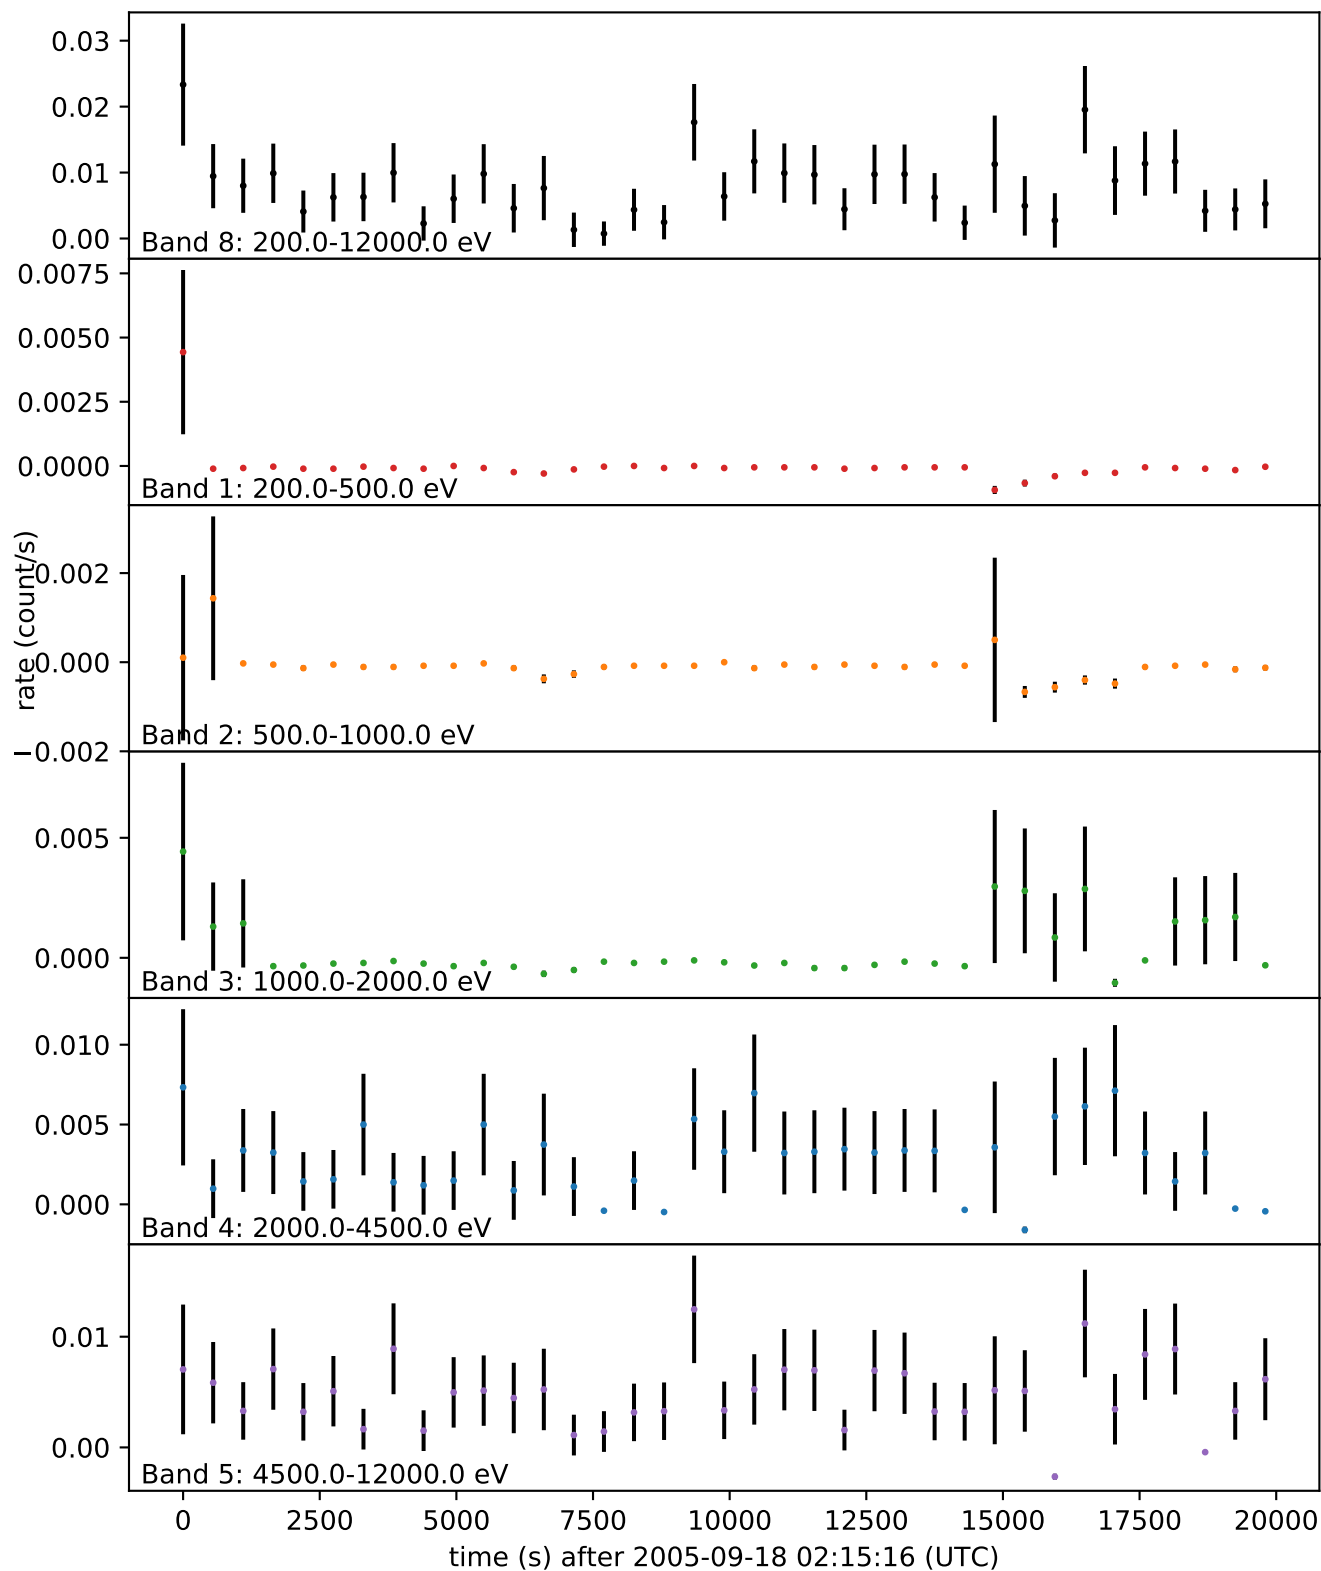 0.03
0.02
0.01
0.00
Band 8: 200.0-12000.0 eV
0.0075
0.0050
0.0025
0.0000
Band 1: 200.0-500.0 eV
rate (count/s)
0.002
0.000
−0.002
Band 2: 500.0-1000.0 eV
0.005
0.000
Band 3: 1000.0-2000.0 eV
0.010
0.005
0.000
Band 4: 2000.0-4500.0 eV
0.01
0.00
Band 5: 4500.0-12000.0 eV
0 2500 5000 7500 10000 12500 15000 17500 20000
time (s) after 2005-09-18 02:15:16 (UTC)